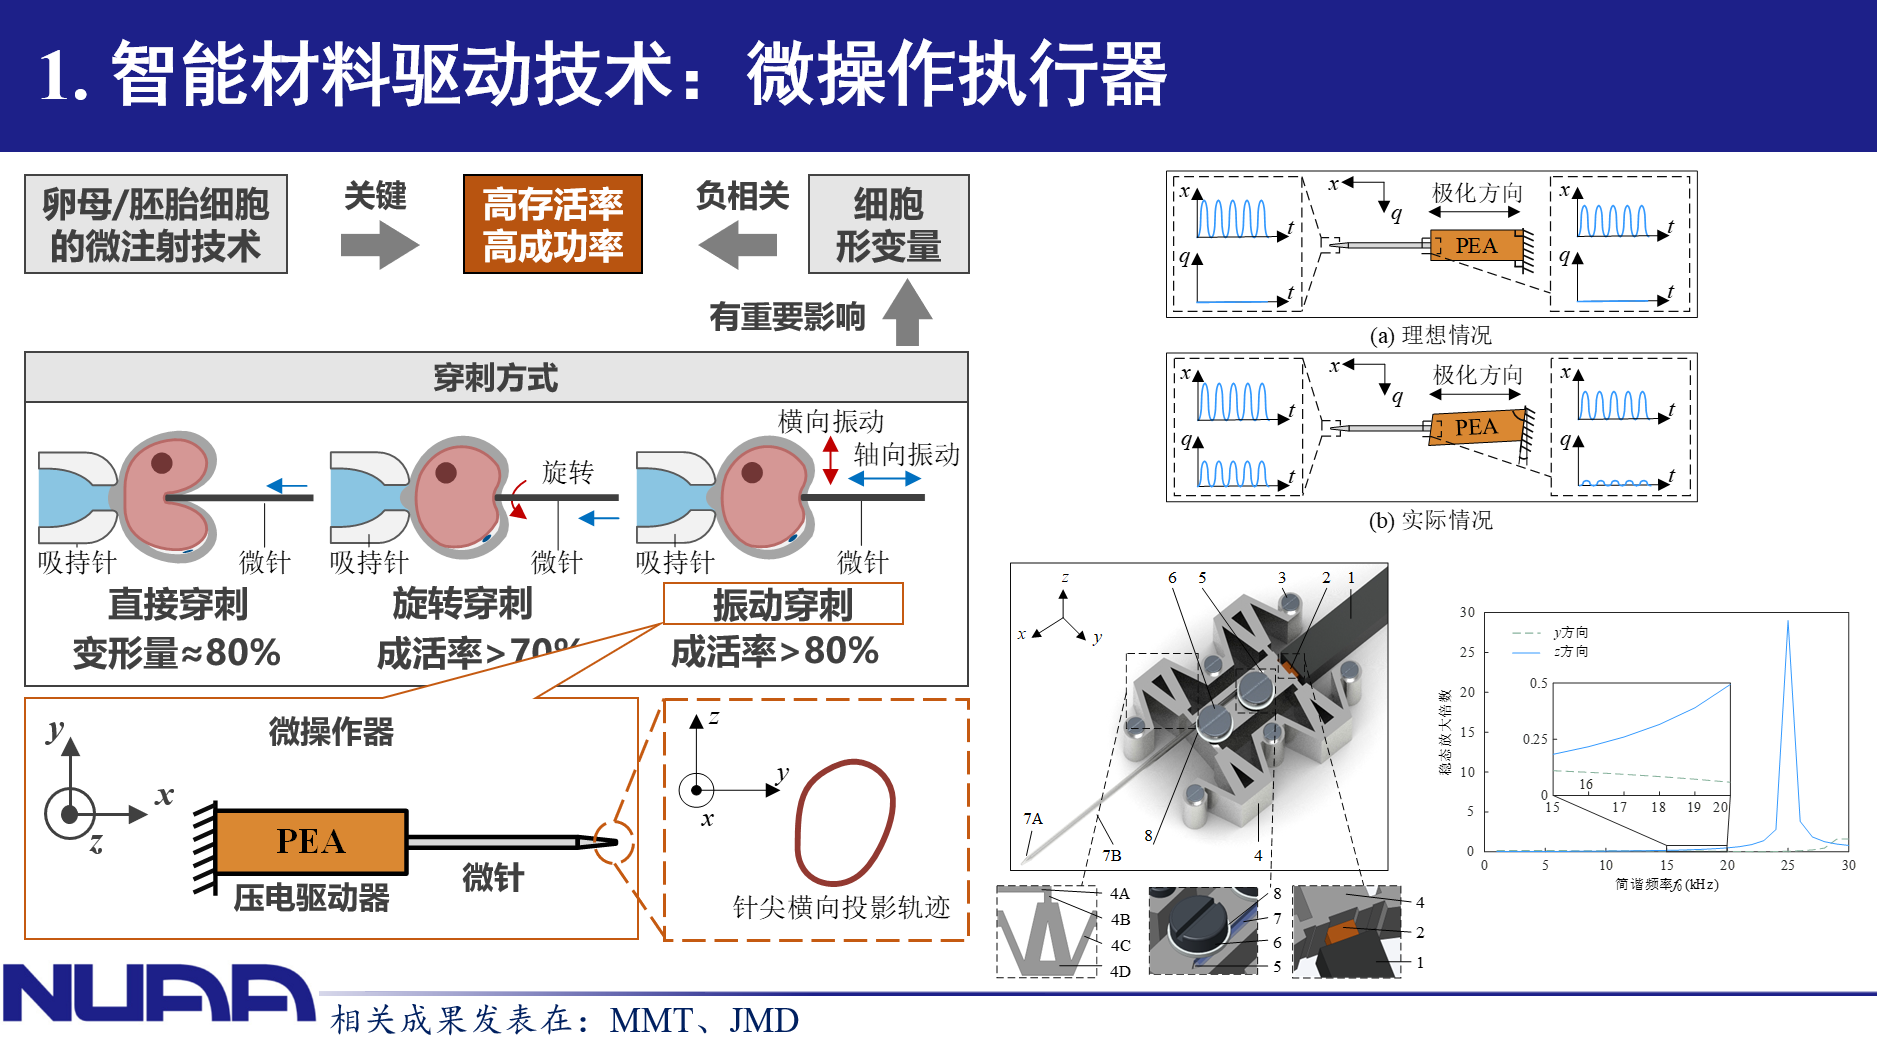 1. 智能材料驱动技术：微操作执行器
卵母/胚胎细胞
的微注射技术
关键
高存活率
高成功率
负相关
细胞
形变量
有重要影响
穿刺方式
吸持针
微针
直接穿刺
变形量≈80%
旋转
吸持针
微针
旋转穿刺
成活率>70%
横向振动
轴向振动
吸持针
微针
振动穿刺
成活率>80%
微操作器
y
x
z
PEA
压电驱动器
微针
z
y
x
针尖横向投影轨迹
x
t
q
t
x
q
极化方向
PEA
x
t
q
t
(a) 理想情况
x
t
q
t
x
q
极化方向
PEA
x
t
q
t
(b) 实际情况
z
x
y
6
5
3
2
1
7A
7B
8
4
4A
4B
4C
4D
8
7
6
5
4
2
1
稳态放大倍数
30
25
20
15
10
5
0
y方向
z方向
0.5
0.25
0
15
16
17
18
19
20
0
5
10
15
20
25
30
简谐频率f0 (kHz)
NUAA
相关成果发表在：MMT、JMD